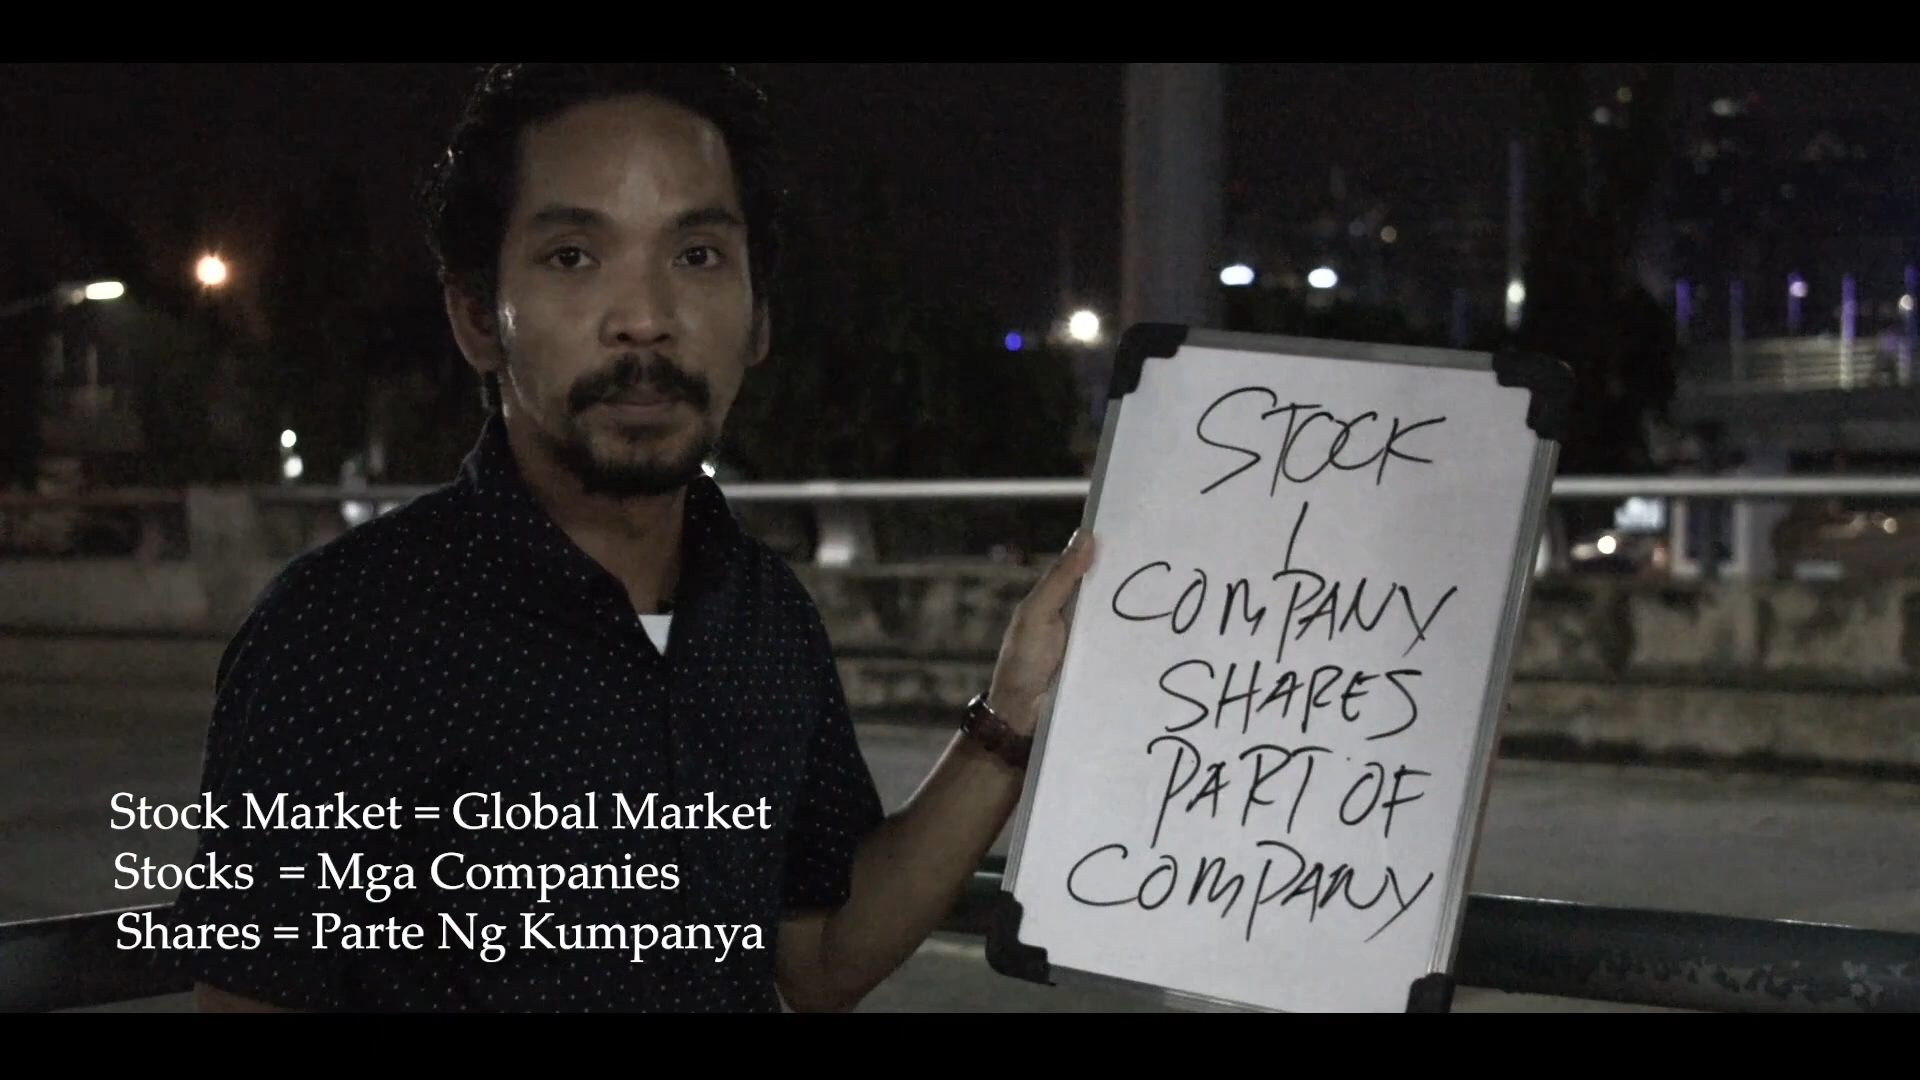 STOCK
COMPANY
SHARES
PART OF
COMPANY
Stock Market = Global Market
Stocks = Mga Companies
Shares = Parte Ng Kumpanya